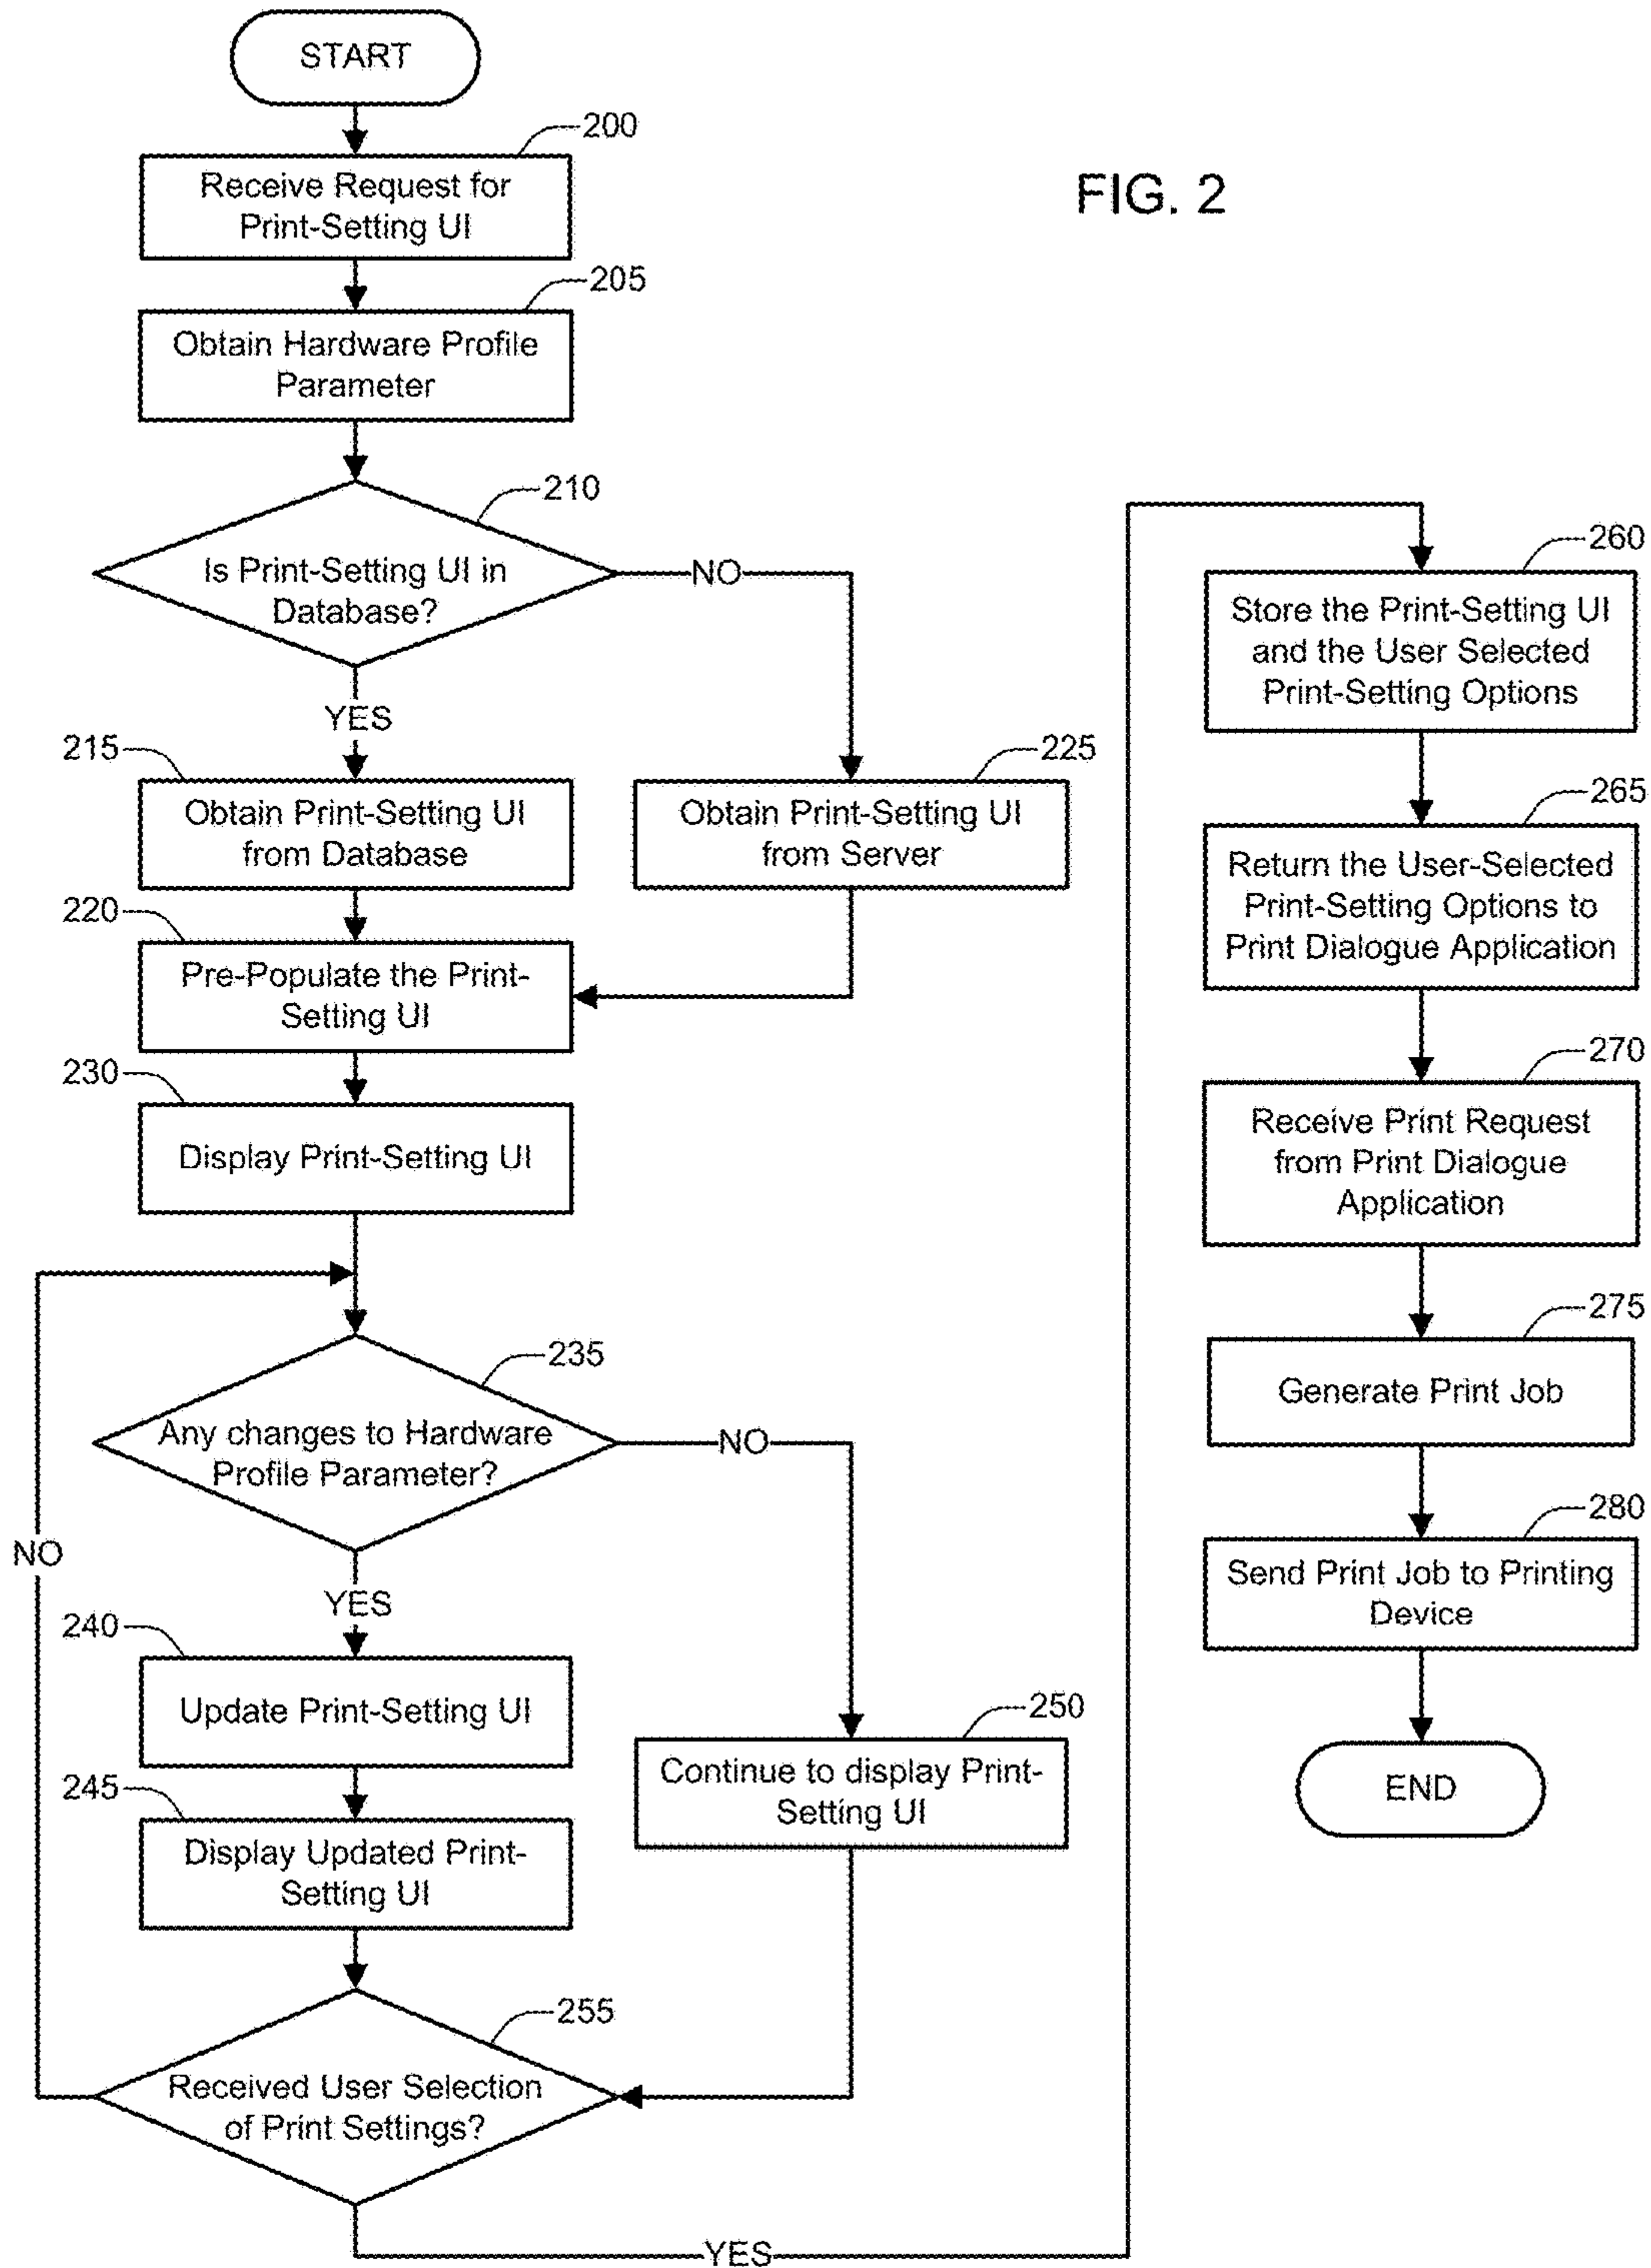 START
200
Receive Request for
Print-Setting UI
FIG. 2
205
Obtain Hardware Profile
Parameter
210
Is Print-Setting UI in
Database?
NO
YES
215
Obtain Print-Setting UI
from Database
225
Obtain Print-Setting UI
from Server
220
Pre-Populate the Print-
Setting UI
230
Display Print-Setting UI
235
Any changes to Hardware
Profile Parameter?
NO
YES
240
Update Print-Setting UI
245
Display Updated Print-
Setting UI
250
Continue to display Print-
Setting UI
255
Received User Selection
of Print Settings?
NO
YES
260
Store the Print-Setting UI
and the User Selected
Print-Setting Options
265
Return the User-Selected
Print-Setting Options to
Print Dialogue Application
270
Receive Print Request
from Print Dialogue
Application
275
Generate Print Job
280
Send Print Job to Printing
Device
END